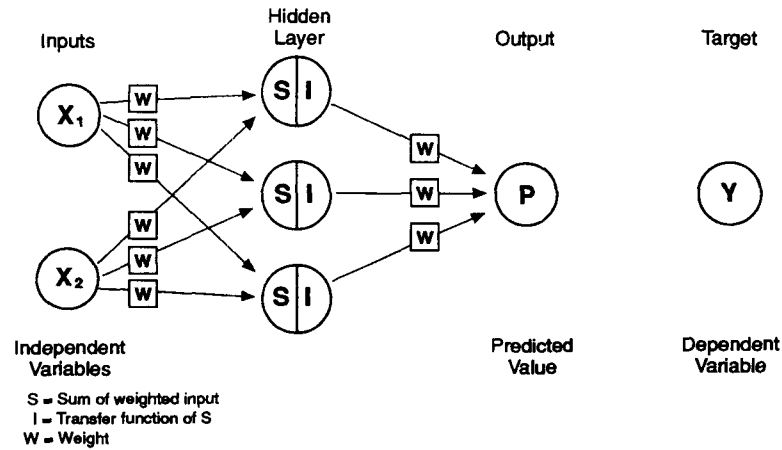 Inputs
Hidden
Layer
Output
Target
X₁
W
W
W
S I
W
S I
W
P
Y
W
X₂
W
W
W
S I
Independent
Variables
Predicted
Value
Dependent
Variable
S = Sum of weighted input
I = Transfer function of S
W = Weight